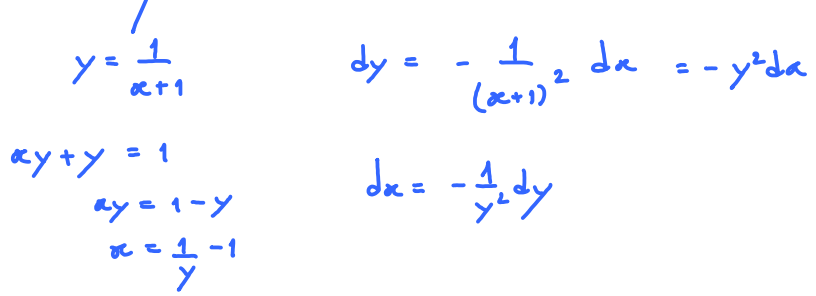 y = 1/(x+1)
dy = - 1/(x+1)² dx = - y²dx
xy + y = 1
xy = 1 - y
dx = - 1/y² dy
x = 1/y - 1